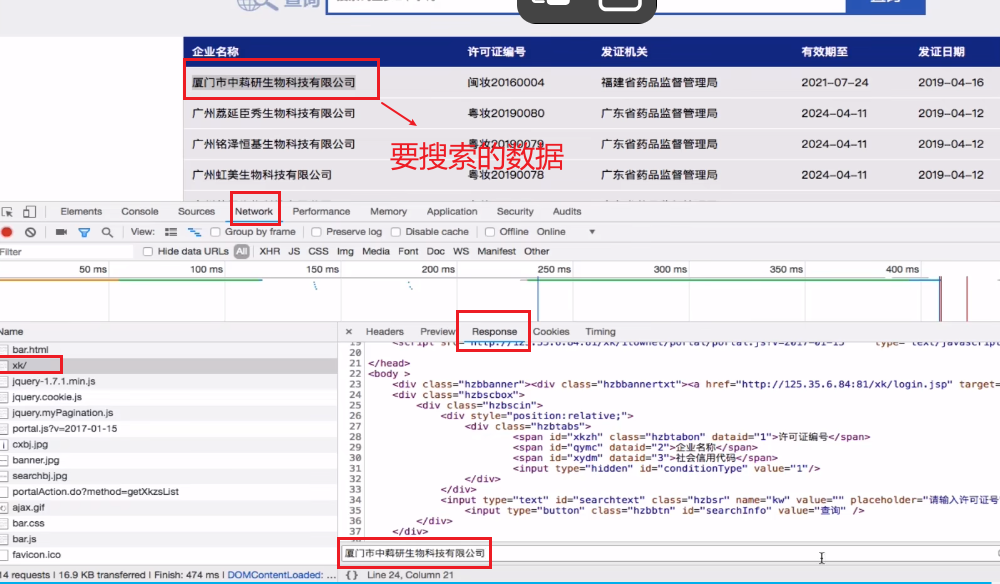 查询
查询
企业名称 许可证编号 发证机关 有效期至 发证日期
厦门市中莉研生物科技有限公司 闽妆20160004 福建省药品监督管理局 2021-07-24 2019-04-16
广州荔延臣秀生物科技有限公司 粤妆20190080 广东省药品监督管理局 2024-04-11 2019-04-12
广州铭泽恒基生物科技有限公司 粤妆20190079 广东省药品监督管理局 2024-04-11 2019-04-12
要搜索的数据
广州虹美生物科技有限公司 粤妆20190078 广东省药品监督管理局 2024-04-11 2019-04-12
Elements Console Sources Network Performance Memory Application Security Audits
View: Group by frame Preserve log Disable cache Offline Online
Filter Hide data URLs All XHR JS CSS Img Media Font Doc WS Manifest Other
50 ms 100 ms 150 ms 200 ms 250 ms 300 ms 350 ms 400 ms
Name × Headers Preview Response Cookies Timing
bar.html
xk/
jquery-1.7.1.min.js
jquery.cookie.js
jquery.myPagination.js
portal.js?v=2017-01-15
cxbj.jpg
banner.jpg
searchbj.jpg
portalAction.do?method=getXkzsList
ajax.gif
bar.css
bar.js
favicon.ico
14 requests | 16.9 KB transferred | Finish: 474 ms | DOMContentLoaded: ...
20
21 </head>
22 <body >
23 <div class="hzbbanner"><div class="hzbbannertxt"><a href="http://125.35.6.84:81/xk/login.jsp" target=
24 <div class="hzbscbox">
25 <div class="hzbscin">
26 <div style="position:relative;">
27 <div class="hzbtabs">
28 <span id="xkzh" class="hzbtabon" dataid="1">许可证编号</span>
29 <span id="qymc" dataid="2">企业名称</span>
30 <span id="xydm" dataid="3">社会信用代码</span>
31 <input type="hidden" id="conditionType" value="1"/>
32 </div>
33 </div>
34 <input type="text" id="searchtext" class="hzbsr" name="kw" value="" placeholder="请输入许可证号
35 <input type="button" class="hzbbtn" id="searchInfo" value="查询" />
36 </div>
37 </div>
厦门市中莉研生物科技有限公司
{} Line 24, Column 21